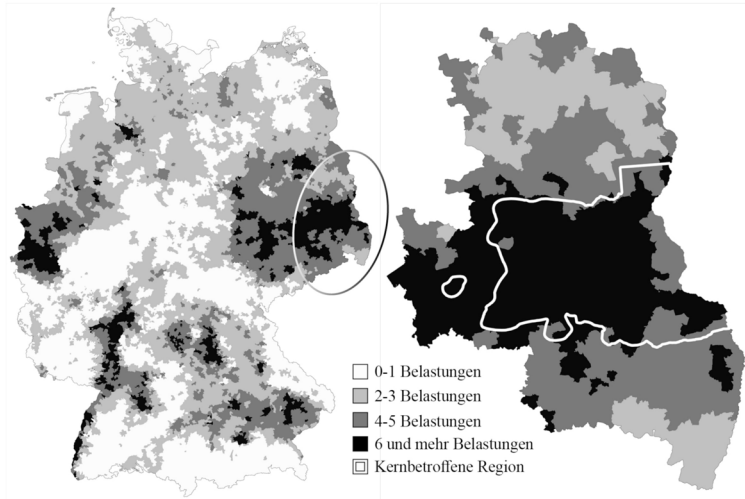 0-1 Belastungen
2-3 Belastungen
4-5 Belastungen
6 und mehr Belastungen
Kernbetroffene Region